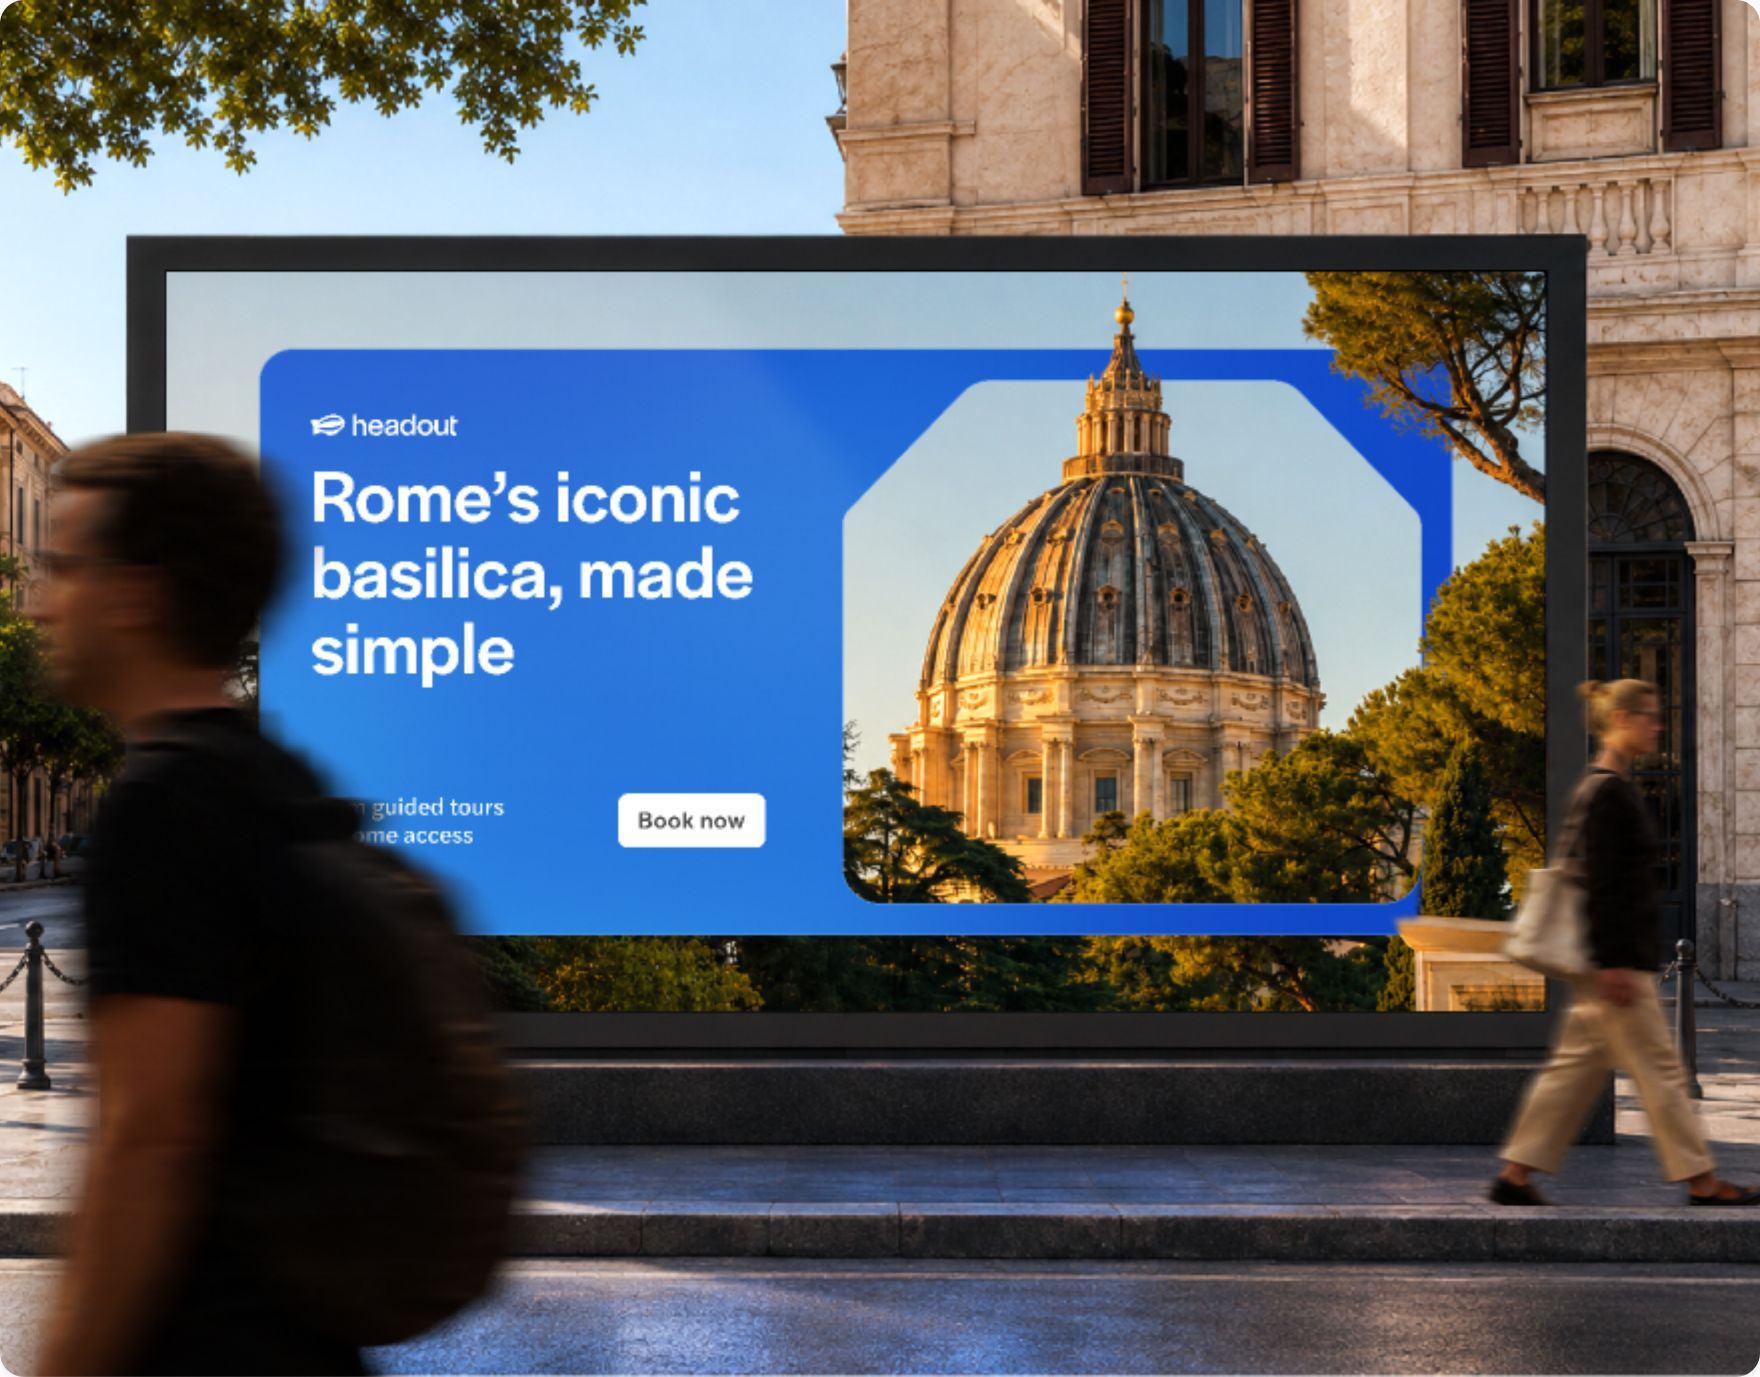 headout
Rome’s iconic
basilica, made
simple
guided tours
access
Book now